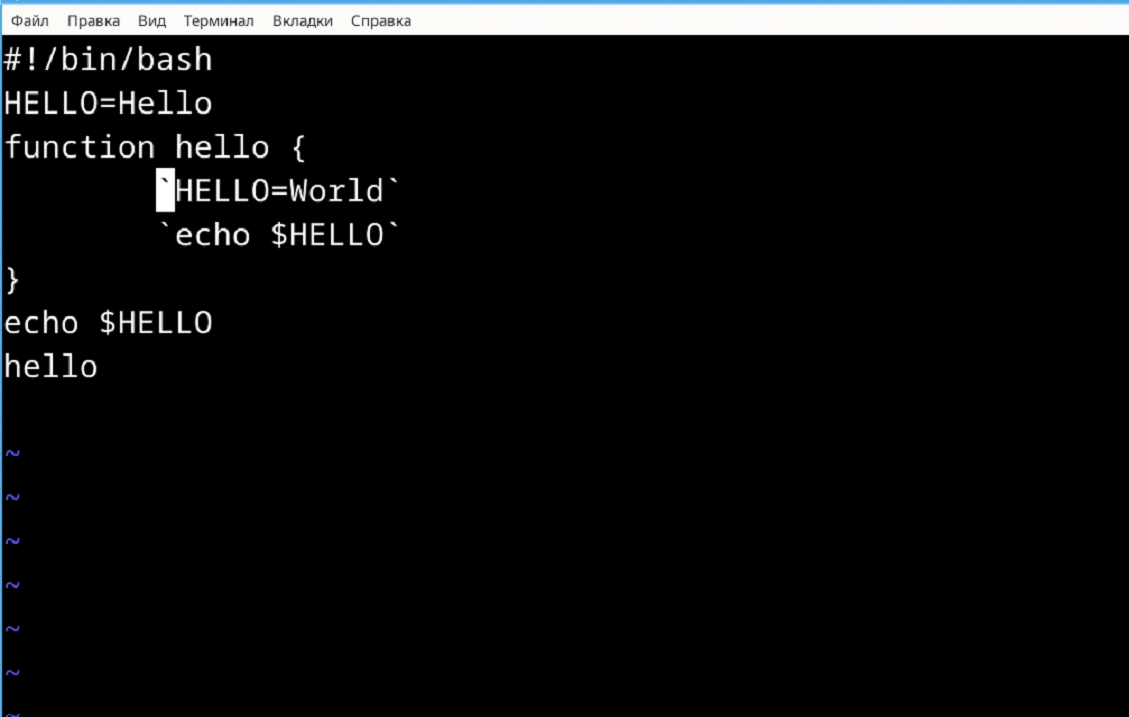 Файл Правка Вид Терминал Вкладки Справка
#!/bin/bash
HELLO=Hello
function hello {
        `HELLO=World`
        `echo $HELLO`
}
echo $HELLO
hello

~
~
~
~
~
~
~